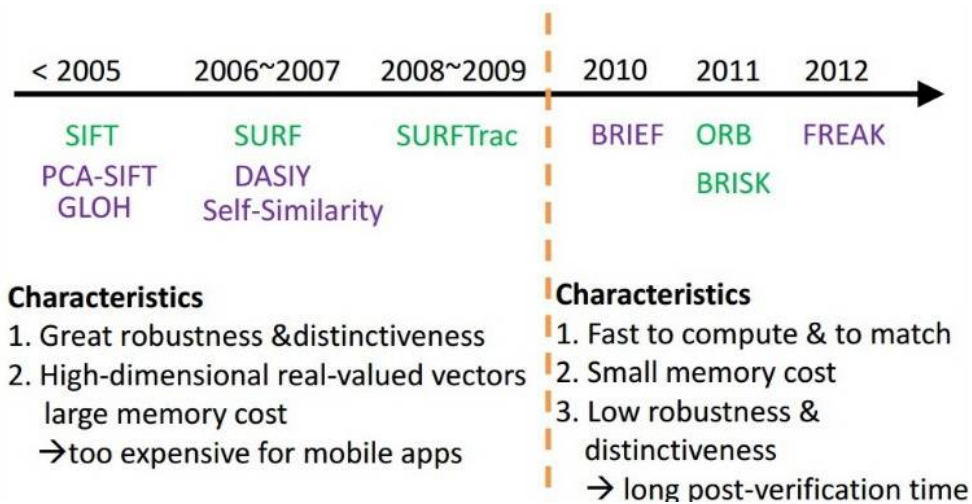 < 2005 2006~2007 2008~2009 2010 2011 2012
SIFT SURF SURFTrac BRIEF ORB FREAK
PCA-SIFT DASIY BRISK
GLOH Self-Similarity
Characteristics
1. Great robustness &distinctiveness
2. High-dimensional real-valued vectors
large memory cost
→too expensive for mobile apps
Characteristics
1. Fast to compute & to match
2. Small memory cost
3. Low robustness &
distinctiveness
→ long post-verification time